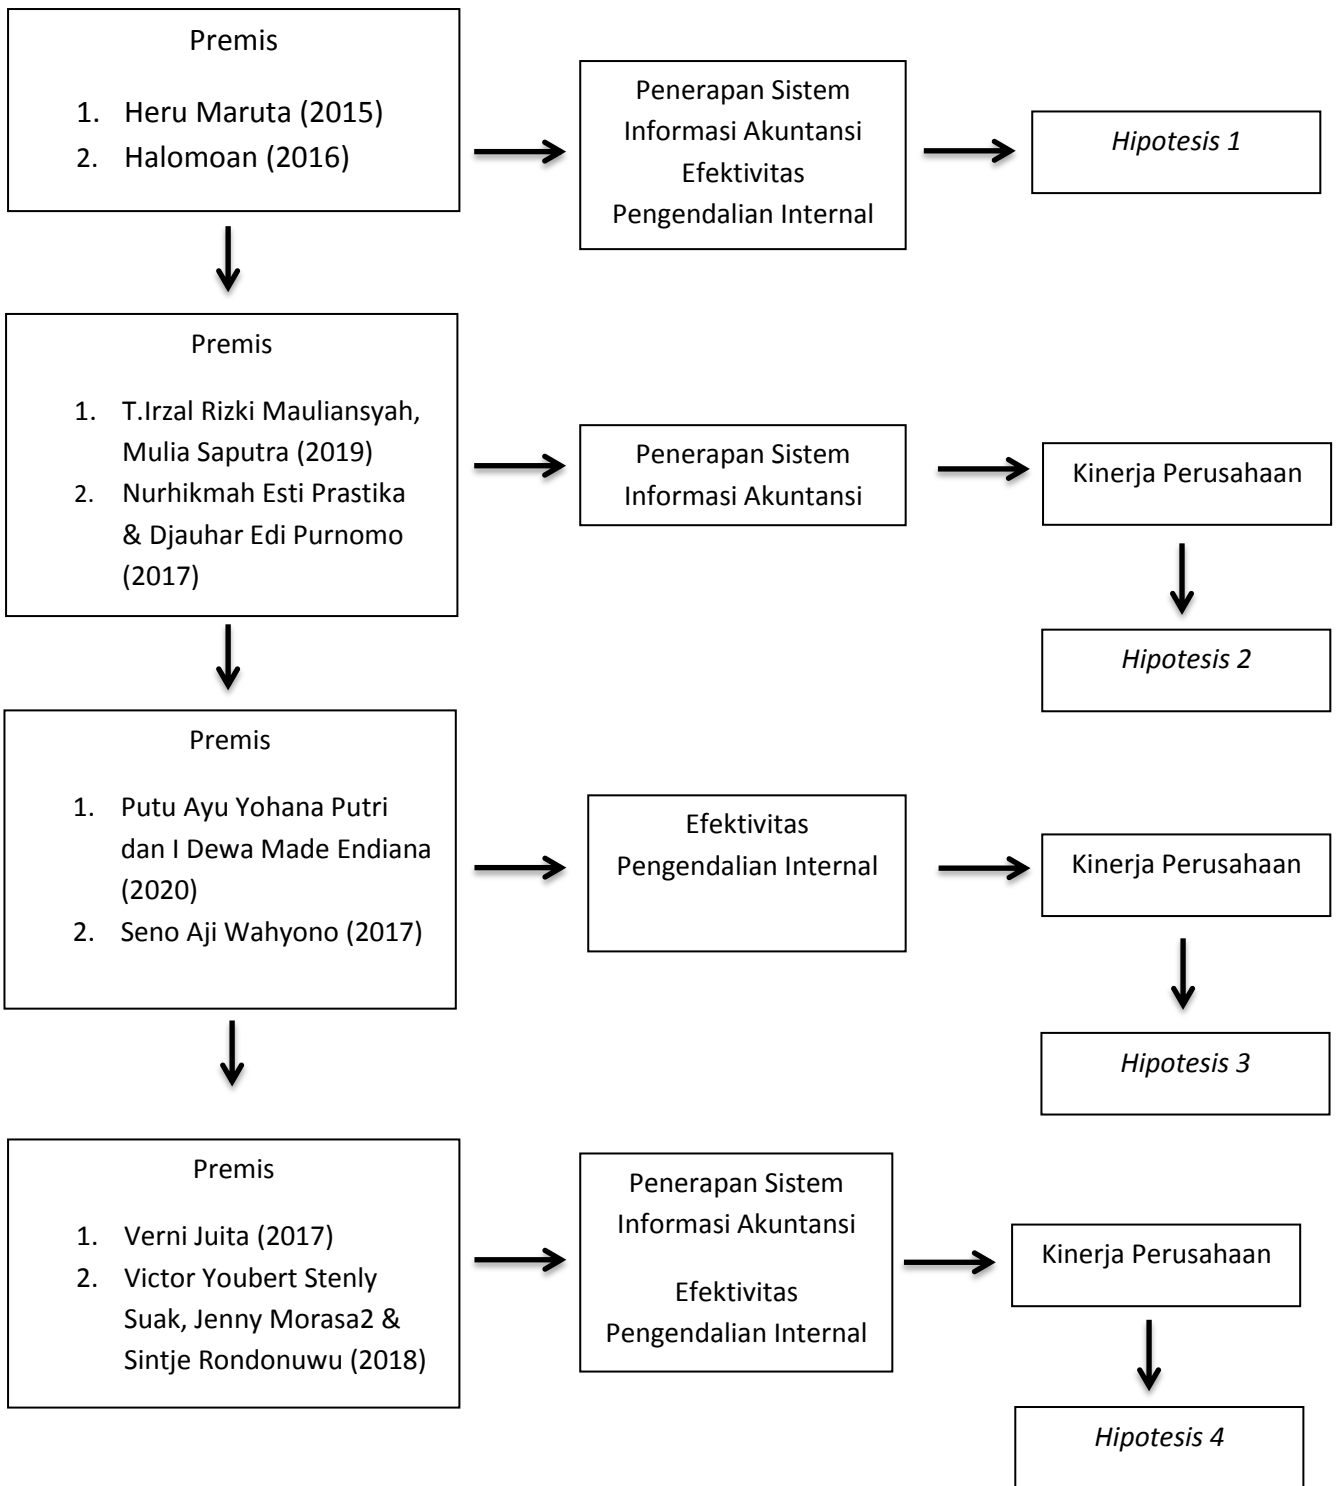 Premis
1. Heru Maruta (2015)
2. Halomoan (2016)
Penerapan Sistem
Informasi Akuntansi
Efektivitas
Pengendalian Internal
Hipotesis 1
Premis
1. T.Irzal Rizki Mauliansyah,
Mulia Saputra (2019)
2. Nurhikmah Esti Prastika
& Djauhar Edi Purnomo
(2017)
Penerapan Sistem
Informasi Akuntansi
Kinerja Perusahaan
Hipotesis 2
Premis
1. Putu Ayu Yohana Putri
dan I Dewa Made Endiana
(2020)
2. Seno Aji Wahyono (2017)
Efektivitas
Pengendalian Internal
Kinerja Perusahaan
Hipotesis 3
Premis
1. Verni Juita (2017)
2. Victor Youbert Stenly
Suak, Jenny Morasa2 &
Sintje Rondonuwu (2018)
Penerapan Sistem
Informasi Akuntansi
Efektivitas
Pengendalian Internal
Kinerja Perusahaan
Hipotesis 4